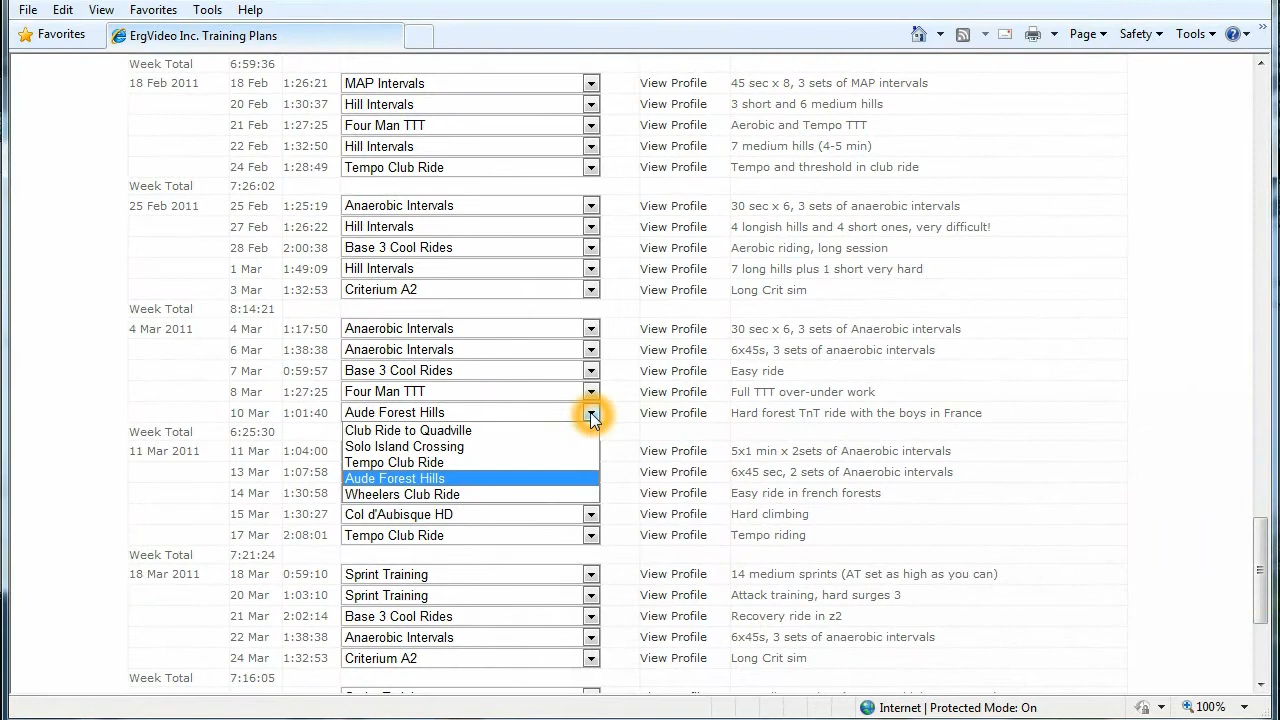 File Edit View Favorites Tools Help
Favorites ErgVideo Inc. Training Plans Page Safety Tools
Week Total 6:59:36
18 Feb 2011 18 Feb 1:26:21 MAP Intervals View Profile 45 sec x 8, 3 sets of MAP intervals
20 Feb 1:30:37 Hill Intervals View Profile 3 short and 6 medium hills
21 Feb 1:27:25 Four Man TTT View Profile Aerobic and Tempo TTT
22 Feb 1:32:50 Hill Intervals View Profile 7 medium hills (4-5 min)
24 Feb 1:28:49 Tempo Club Ride View Profile Tempo and threshold in club ride
Week Total 7:26:02
25 Feb 2011 25 Feb 1:25:19 Anaerobic Intervals View Profile 30 sec x 6, 3 sets of anaerobic intervals
27 Feb 1:26:22 Hill Intervals View Profile 4 longish hills and 4 short ones, very difficult!
28 Feb 2:00:38 Base 3 Cool Rides View Profile Aerobic riding, long session
1 Mar 1:49:09 Hill Intervals View Profile 7 long hills plus 1 short very hard
3 Mar 1:32:53 Criterium A2 View Profile Long Crit sim
Week Total 8:14:21
4 Mar 2011 4 Mar 1:17:50 Anaerobic Intervals View Profile 30 sec x 6, 3 sets of Anaerobic intervals
6 Mar 1:38:38 Anaerobic Intervals View Profile 6x45s, 3 sets of anaerobic intervals
7 Mar 0:59:57 Base 3 Cool Rides View Profile Easy ride
8 Mar 1:27:25 Four Man TTT View Profile Full TTT over-under work
10 Mar 1:01:40 Aude Forest Hills View Profile Hard forest TnT ride with the boys in France
Week Total 6:25:30 Club Ride to Quadville
Solo Island Crossing
11 Mar 2011 11 Mar 1:04:00 Tempo Club Ride View Profile 5x1 min x 2sets of Anaerobic intervals
13 Mar 1:07:58 Aude Forest Hills View Profile 6x45 sec, 2 sets of Anaerobic intervals
14 Mar 1:30:58 Wheelers Club Ride View Profile Easy ride in french forests
15 Mar 1:30:27 Col d'Aubisque HD View Profile Hard climbing
17 Mar 2:08:01 Tempo Club Ride View Profile Tempo riding
Week Total 7:21:24
18 Mar 2011 18 Mar 0:59:10 Sprint Training View Profile 14 medium sprints (AT set as high as you can)
20 Mar 1:03:10 Sprint Training View Profile Attack training, hard surges 3
21 Mar 2:02:14 Base 3 Cool Rides View Profile Recovery ride in z2
22 Mar 1:38:38 Anaerobic Intervals View Profile 6x45s, 3 sets of anaerobic intervals
24 Mar 1:32:53 Criterium A2 View Profile Long Crit sim
Week Total 7:16:05
Internet | Protected Mode: On 100%